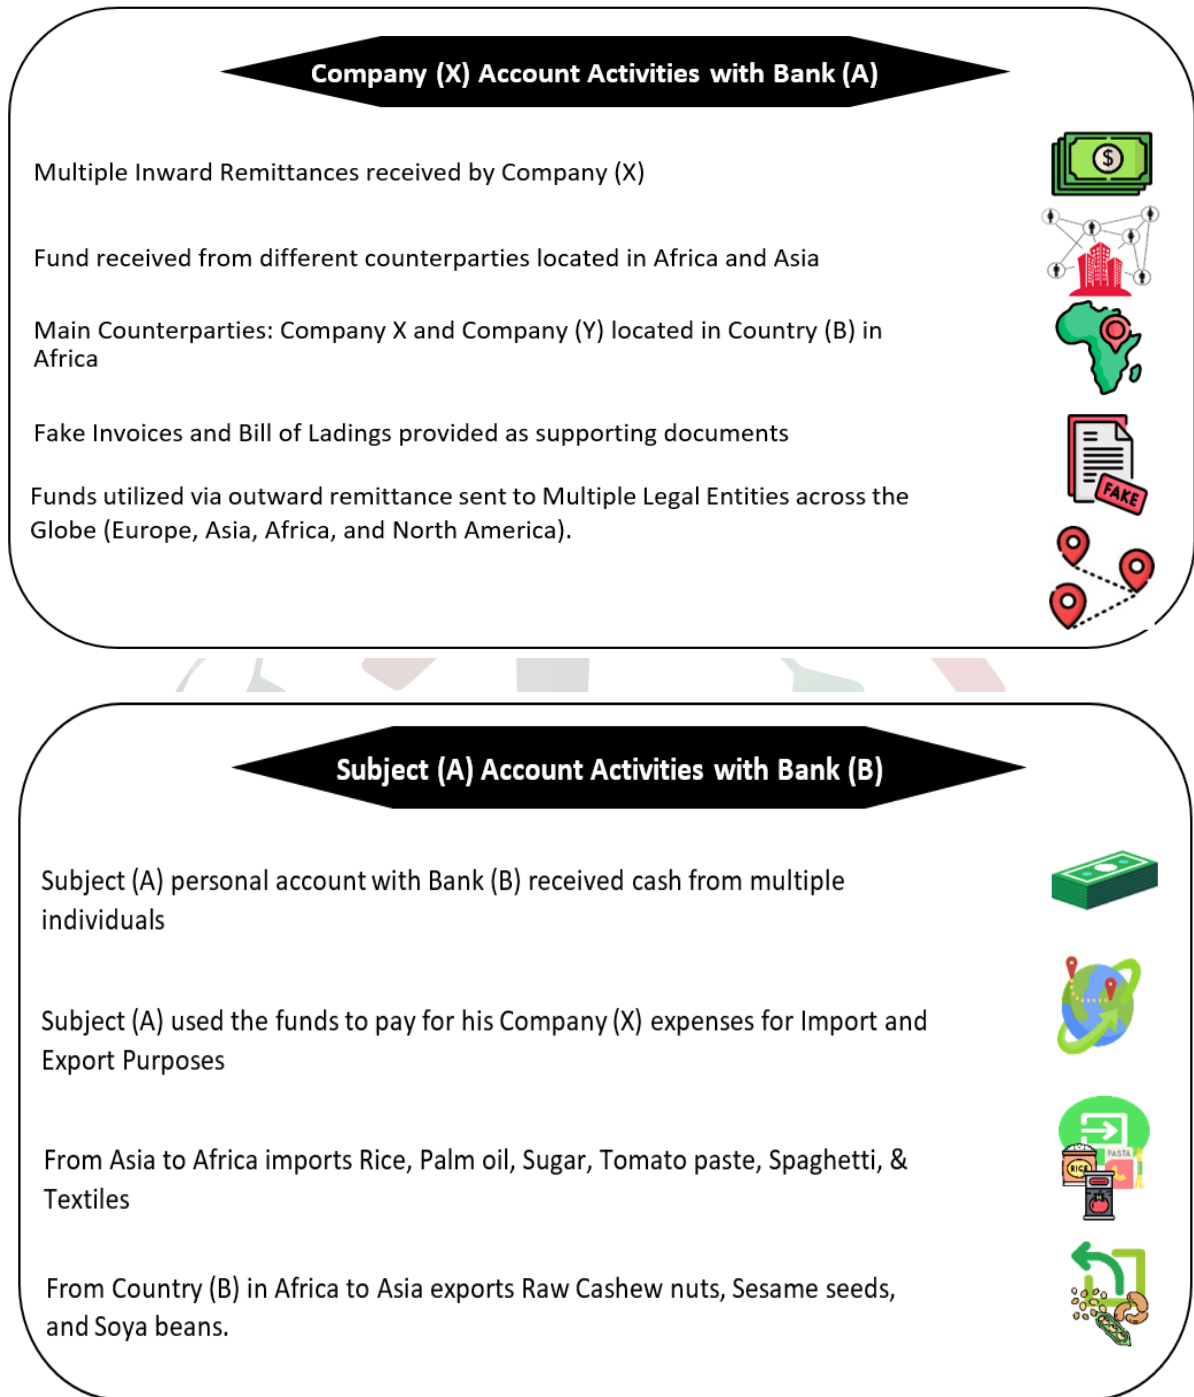 Company (X) Account Activities with Bank (A)
Multiple Inward Remittances received by Company (X)
$
Fund received from different counterparties located in Africa and Asia
Main Counterparties: Company X and Company (Y) located in Country (B) in
Africa
Fake Invoices and Bill of Ladings provided as supporting documents
FAKE
Funds utilized via outward remittance sent to Multiple Legal Entities across the
Globe (Europe, Asia, Africa, and North America).
Subject (A) Account Activities with Bank (B)
Subject (A) personal account with Bank (B) received cash from multiple
individuals
Subject (A) used the funds to pay for his Company (X) expenses for Import and
Export Purposes
From Asia to Africa imports Rice, Palm oil, Sugar, Tomato paste, Spaghetti, &
Textiles
PASTA
RICE
From Country (B) in Africa to Asia exports Raw Cashew nuts, Sesame seeds,
and Soya beans.